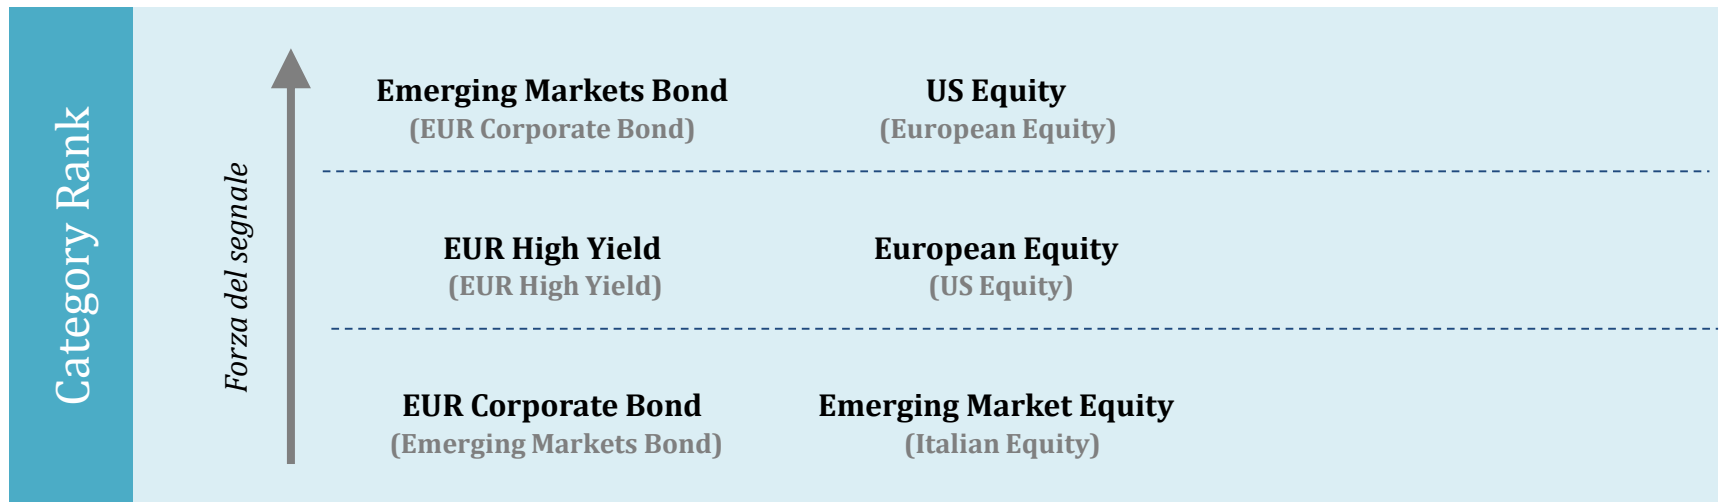 Category Rank
Forza del segnale
Emerging Markets Bond
(EUR Corporate Bond)
US Equity
(European Equity)
EUR High Yield
(EUR High Yield)
European Equity
(US Equity)
EUR Corporate Bond
(Emerging Markets Bond)
Emerging Market Equity
(Italian Equity)